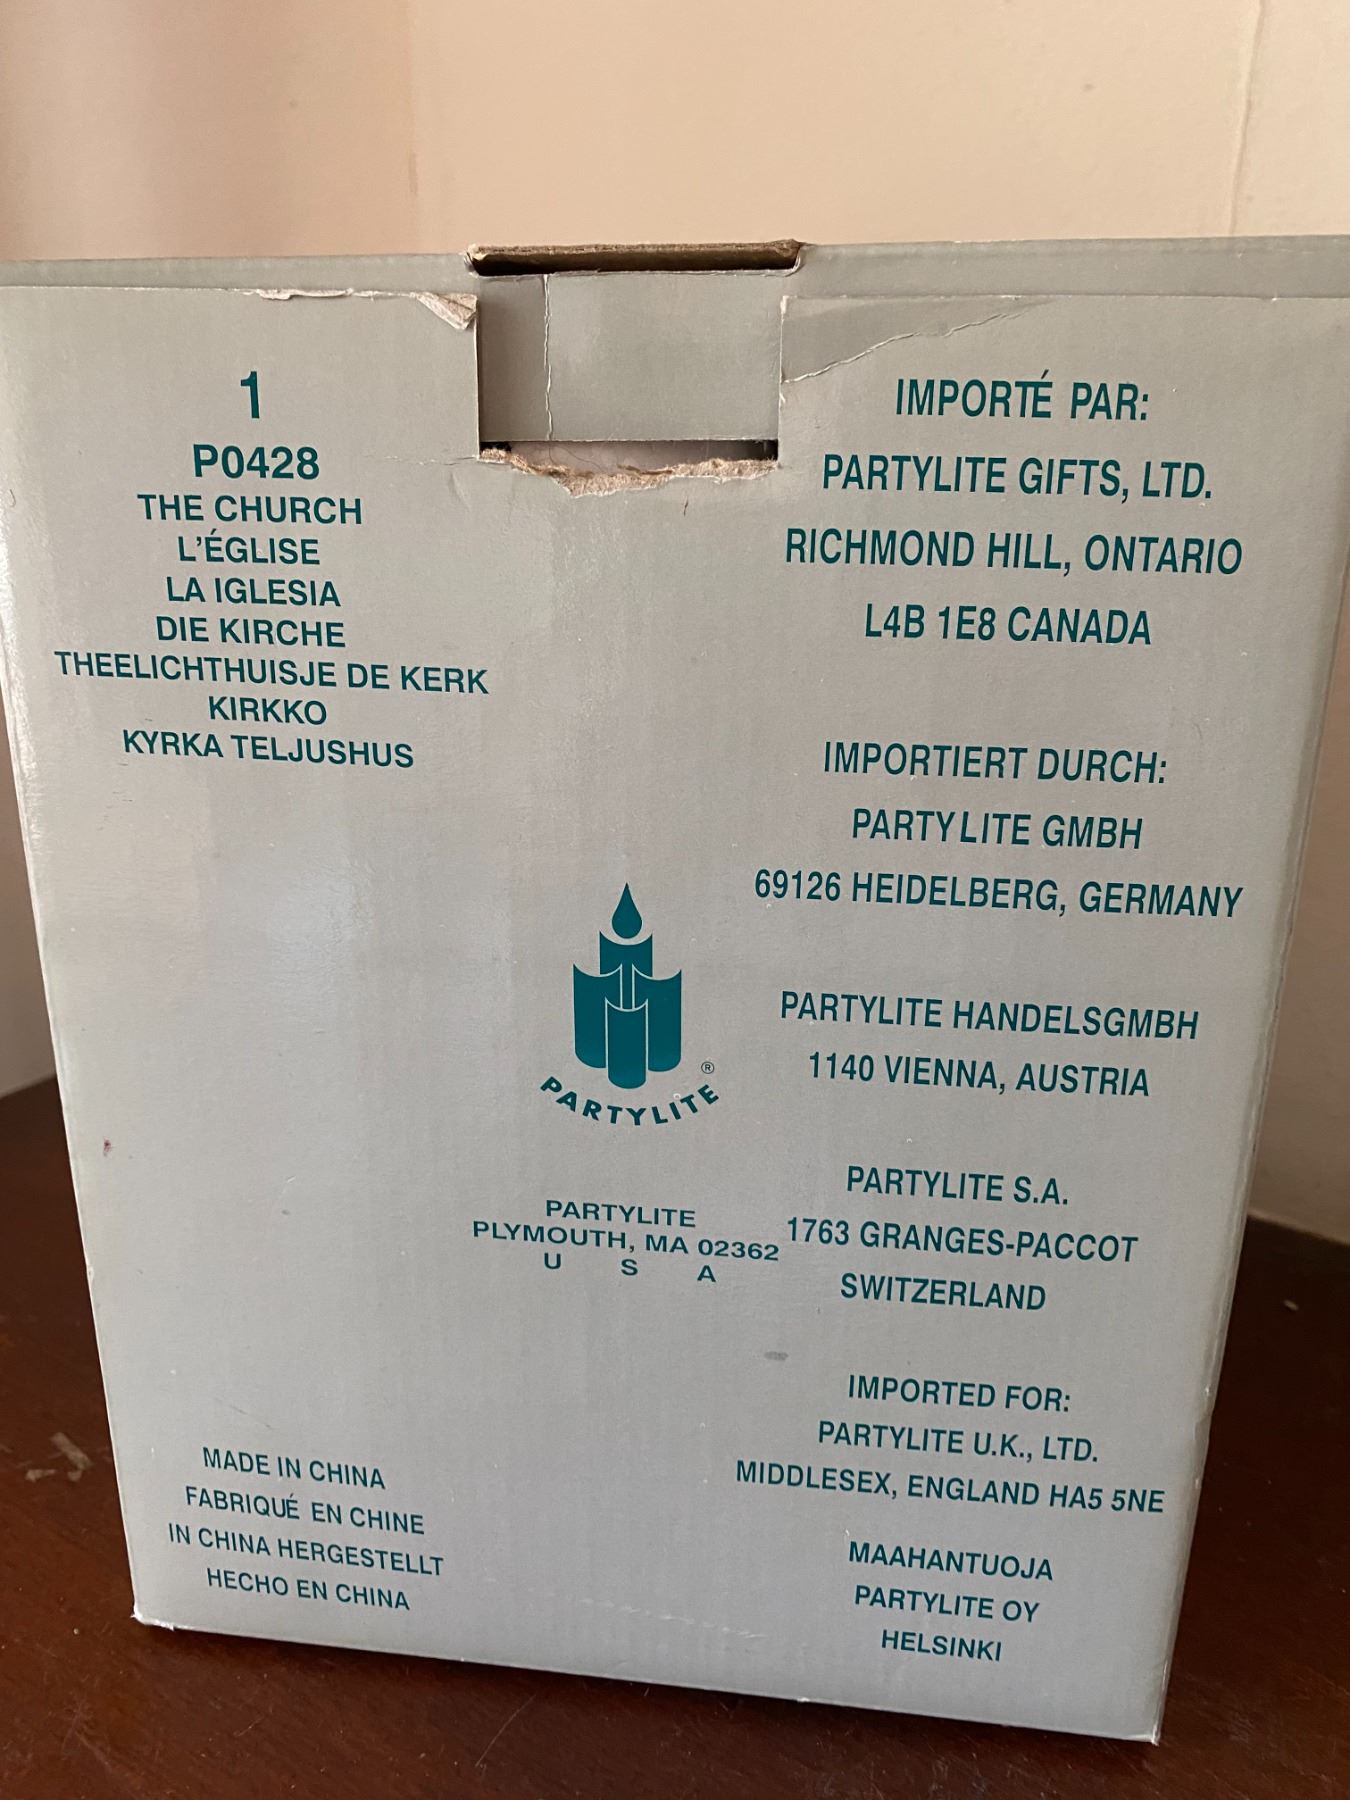 1
P0428
THE CHURCH
L'ÉGLISE
LA IGLESIA
DIE KIRCHE
THEELICHTHUISJE DE KERK
KIRKKO
KYRKA TELJUSHUS
IMPORTÉ PAR:
PARTYLITE GIFTS, LTD.
RICHMOND HILL, ONTARIO
L4B 1E8 CANADA
IMPORTIERT DURCH:
PARTYLITE GMBH
69126 HEIDELBERG, GERMANY
PARTYLITE HANDELSGMBH
1140 VIENNA, AUSTRIA
PARTYLITE S.A.
1763 GRANGES-PACCOT
SWITZERLAND
IMPORTED FOR:
PARTYLITE U.K., LTD.
MIDDLESEX, ENGLAND HA5 5NE
MAAHANTUOJA
PARTYLITE OY
HELSINKI
PARTYLITE ®
PARTYLITE
PLYMOUTH, MA 02362
U S A
MADE IN CHINA
FABRIQUÉ EN CHINE
IN CHINA HERGESTELLT
HECHO EN CHINA